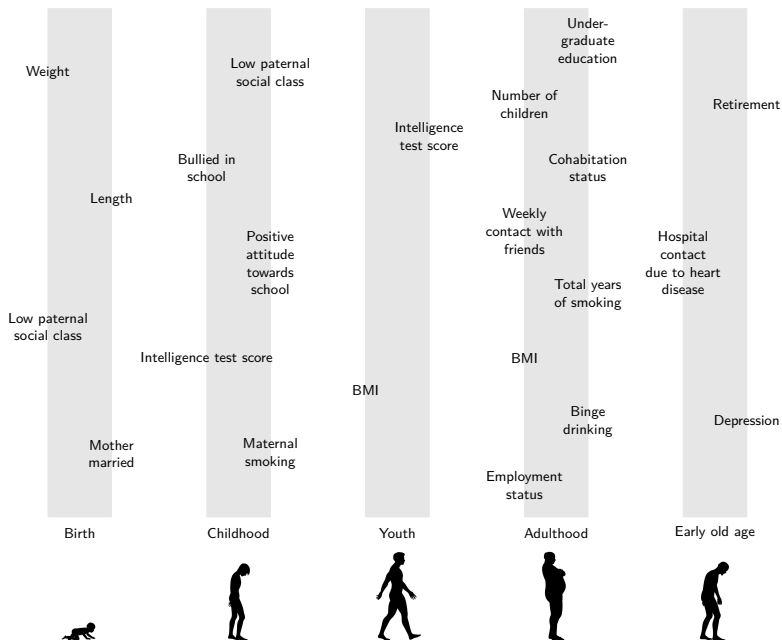 Weight
Length
Low paternal
social class
Mother
married
Birth
Low paternal
social class
Bullied in
school
Positive
attitude
towards
school
Intelligence test score
Maternal
smoking
Childhood
Intelligence
test score
BMI
Youth
Under-
graduate
education
Number of
children
Cohabitation
status
Weekly
contact with
friends
Total years
of smoking
BMI
Binge
drinking
Employment
status
Adulthood
Retirement
Hospital
contact
due to heart
disease
Depression
Early old age